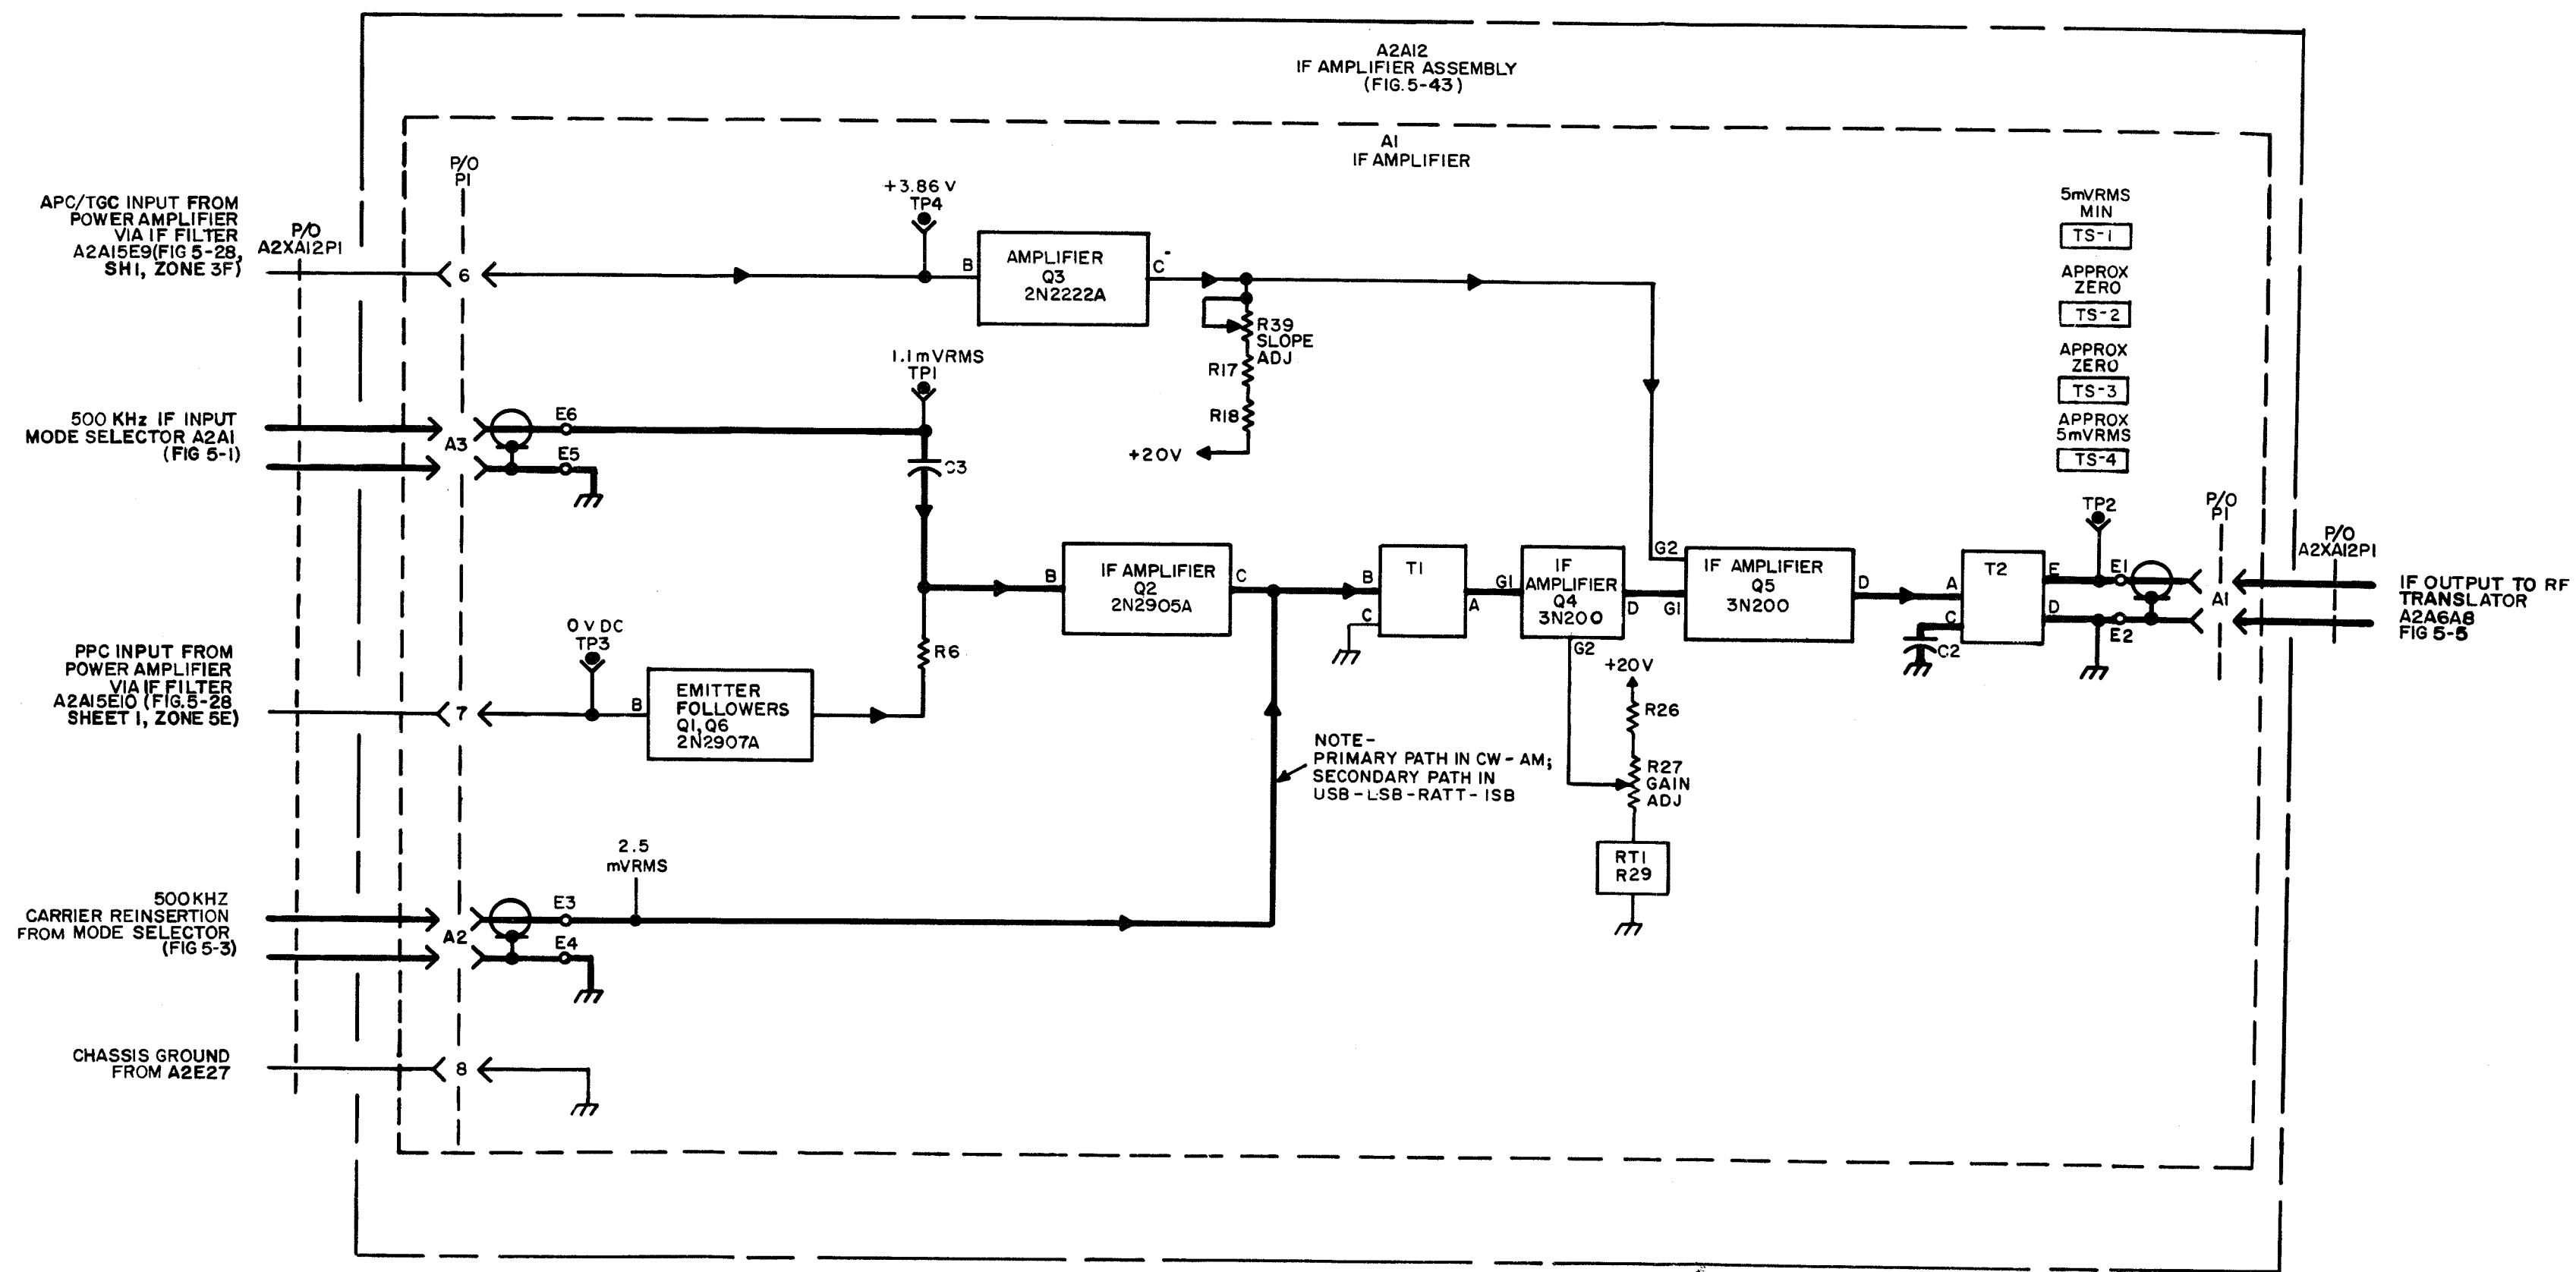 A2A12
IF AMPLIFIER ASSEMBLY
(FIG. 5-43)
A1
IF AMPLIFIER
P/O
P1
APC/TGC INPUT FROM
POWER AMPLIFIER
VIA IF FILTER
A2A15E9(FIG 5-28,
SH1, ZONE 3F)
P/O
A2XA12P1
6
+3.86 V
TP4
B
AMPLIFIER
Q3
2N2222A
C
R39
SLOPE
ADJ
R17
R18
+20V
5mVRMS
MIN
TS-1
APPROX
ZERO
TS-2
APPROX
ZERO
TS-3
APPROX
5mVRMS
TS-4
500 KHz IF INPUT
MODE SELECTOR A2A1
(FIG 5-1)
A3
E6
E5
1.1mVRMS
TP1
C3
B
IF AMPLIFIER
Q2
2N2905A
C
B
C
T1
A
G1
IF
AMPLIFIER
Q4
3N200
D
G2
G1
G2
IF AMPLIFIER
Q5
3N200
D
A
C
T2
E
D
C2
TP2
E1
E2
P/O
P1
A1
P/O
A2XA12P1
IF OUTPUT TO RF
TRANSLATOR
A2A6A8
FIG 5-5
R6
PPC INPUT FROM
POWER AMPLIFIER
VIA IF FILTER
A2A15E10 (FIG. 5-28
SHEET 1, ZONE 5E)
7
0 V DC
TP3
B
EMITTER
FOLLOWERS
Q1, Q6
2N2907A
+20V
R26
R27
GAIN
ADJ
RT1
R29
NOTE-
PRIMARY PATH IN CW-AM;
SECONDARY PATH IN
USB-LSB-RATT-ISB
500KHZ
CARRIER REINSERTION
FROM MODE SELECTOR
(FIG 5-3)
A2
E3
E4
2.5
mVRMS
CHASSIS GROUND
FROM A2E27
8